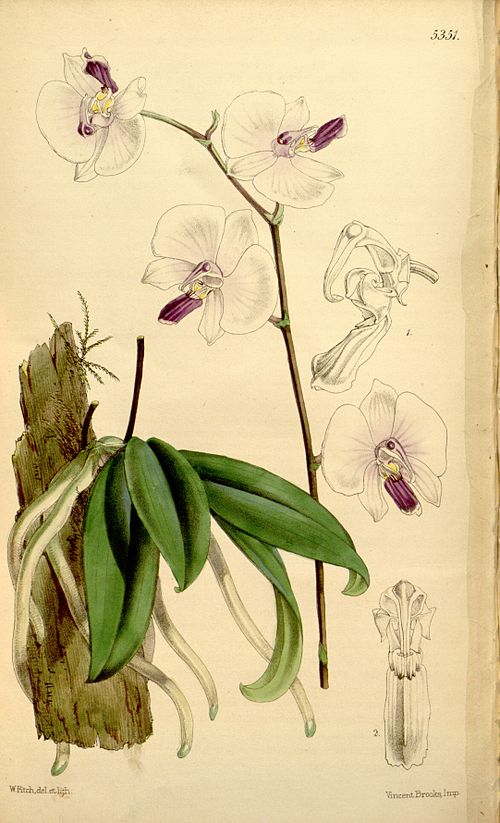 5351.
1.
2.
W. Fitch, del. et lith.
Vincent Brooks, Imp.